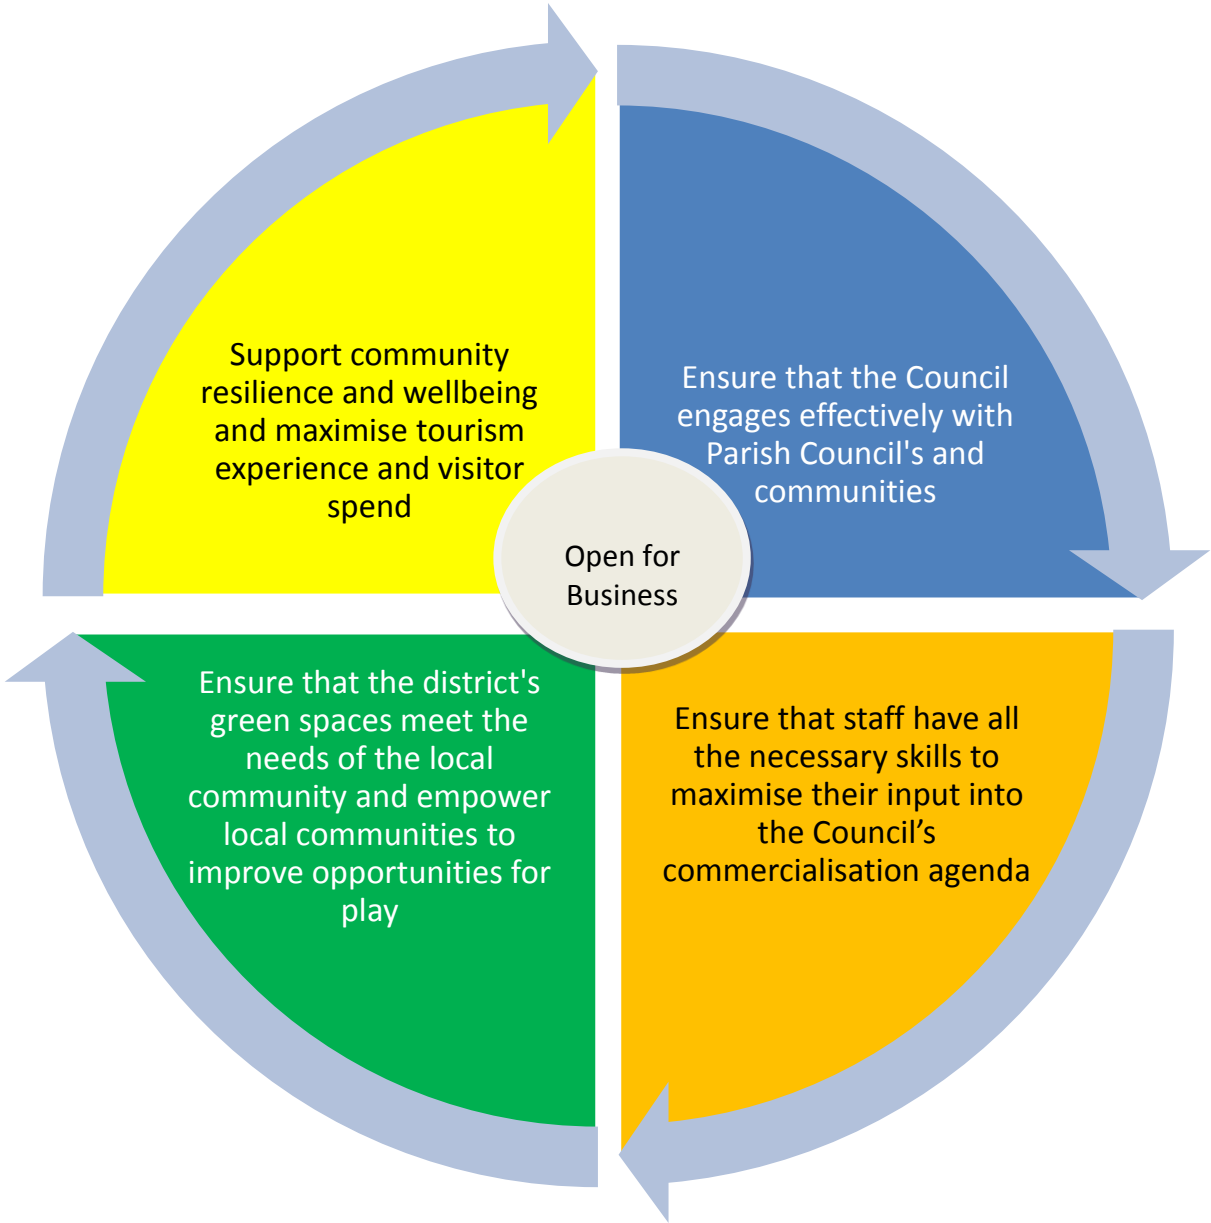 Support community
resilience and wellbeing
and maximise tourism
experience and visitor
spend
Ensure that the Council
engages effectively with
Parish Council's and
communities
Open for
Business
Ensure that the district's
green spaces meet the
needs of the local
community and empower
local communities to
improve opportunities for
play
Ensure that staff have all
the necessary skills to
maximise their input into
the Council’s
commercialisation agenda